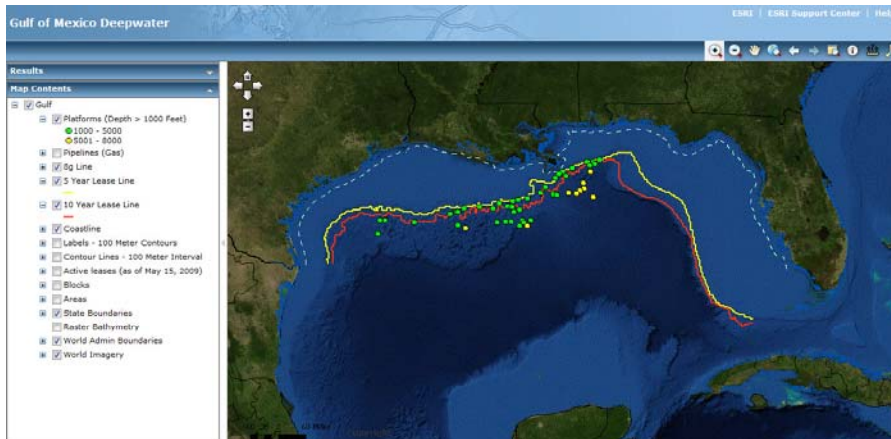 Gulf of Mexico Deepwater
ESRI | ESRI Support Center |
Results
Map Contents
Gulf
Platforms (Depth > 1000 Feet)
1000 - 5000
5001 - 8000
Pipelines (Gas)
8g Line
5 Year Lease Line
10 Year Lease Line
Coastline
Labels - 100 Meter Contours
Contour Lines - 100 Meter Interval
Active leases (as of May 15, 2009)
Blocks
Areas
State Boundaries
Raster Bathymetry
World Admin Boundaries
World Imagery